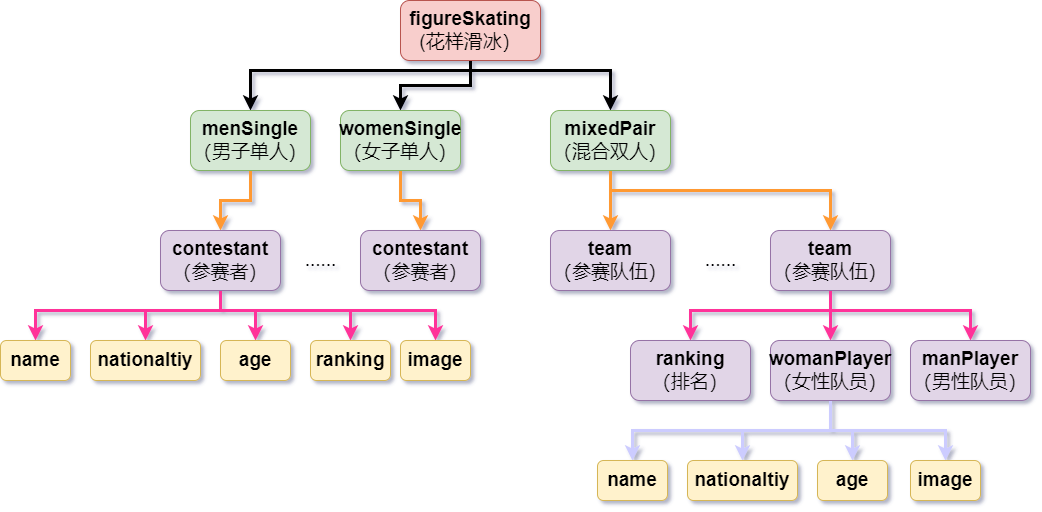 figureSkating
(花样滑冰)
menSingle
(男子单人)
womenSingle
(女子单人)
mixedPair
(混合双人)
contestant
(参赛者)
......
contestant
(参赛者)
team
(参赛队伍)
......
team
(参赛队伍)
name
nationaltiy
age
ranking
image
ranking
(排名)
womanPlayer
(女性队员)
manPlayer
(男性队员)
name
nationaltiy
age
image